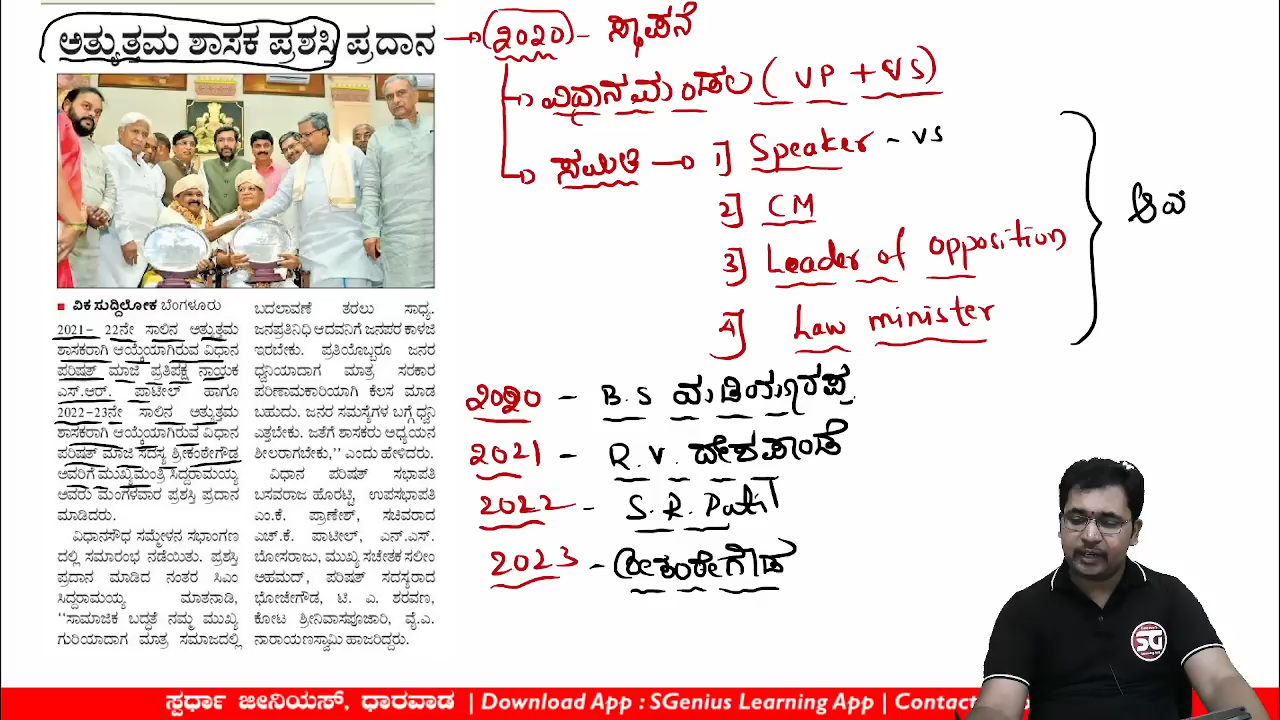 ಅತ್ಯುತ್ತಮ ಶಾಸಕ ಪ್ರಶಸ್ತಿ ಪ್ರದಾನ
■ ವಿಕ ಸುದ್ದಿಲೋಕ ಬೆಂಗಳೂರು
2021– 22ನೇ ಸಾಲಿನ ಅತ್ಯುತ್ತಮ
ಶಾಸಕರಾಗಿ ಆಯ್ಕೆಯಾಗಿರುವ ವಿಧಾನ
ಪರಿಷತ್ ಮಾಜಿ ಪ್ರತಿಪಕ್ಷ ನಾಯಕ
ಎಸ್.ಆರ್. ಪಾಟೀಲ್ ಹಾಗೂ
2022-23ನೇ ಸಾಲಿನ ಅತ್ಯುತ್ತಮ
ಶಾಸಕರಾಗಿ ಆಯ್ಕೆಯಾಗಿರುವ ವಿಧಾನ
ಪರಿಷತ್ ಮಾಜಿ ಸದಸ್ಯ ಶ್ರೀಕಂಠೇಗೌಡ
ಅವರಿಗೆ ಮುಖ್ಯಮಂತ್ರಿ ಸಿದ್ದರಾಮಯ್ಯ
ಅವರು ಮಂಗಳವಾರ ಪ್ರಶಸ್ತಿ ಪ್ರದಾನ
ಮಾಡಿದರು.
ವಿಧಾನಸೌಧ ಸಮ್ಮೇಳನ ಸಭಾಂಗಣ
ದಲ್ಲಿ ಸಮಾರಂಭ ನಡೆಯಿತು. ಪ್ರಶಸ್ತಿ
ಪ್ರದಾನ ಮಾಡಿದ ನಂತರ ಸಿಎಂ
ಸಿದ್ದರಾಮಯ್ಯ ಮಾತನಾಡಿ,
‘‘ಸಾಮಾಜಿಕ ಬದ್ಧತೆ ನಮ್ಮ ಮುಖ್ಯ
ಗುರಿಯಾದಾಗ ಮಾತ್ರ ಸಮಾಜದಲ್ಲಿ
ಬದಲಾವಣೆ ತರಲು ಸಾಧ್ಯ.
ಜನಪ್ರತಿನಿಧಿ ಆದವನಿಗೆ ಜನಪರ ಕಾಳಜಿ
ಇರಬೇಕು. ಪ್ರತಿಯೊಬ್ಬರೂ ಜನರ
ಧ್ವನಿಯಾದಾಗ ಮಾತ್ರ ಸರಕಾರ
ಪರಿಣಾಮಕಾರಿಯಾಗಿ ಕೆಲಸ ಮಾಡ
ಬಹುದು. ಜನರ ಸಮಸ್ಯೆಗಳ ಬಗ್ಗೆ ಧ್ವನಿ
ಎತ್ತಬೇಕು. ಜತೆಗೆ ಶಾಸಕರು ಅಧ್ಯಯನ
ಶೀಲರಾಗಬೇಕು,’’ ಎಂದು ಹೇಳಿದರು.
ವಿಧಾನ ಪರಿಷತ್ ಸಭಾಪತಿ
ಬಸವರಾಜ ಹೊರಟ್ಟಿ, ಉಪಸಭಾಪತಿ
ಎಂ.ಕೆ. ಪ್ರಾಣೇಶ್, ಸಚಿವರಾದ
ಎಚ್.ಕೆ. ಪಾಟೀಲ್, ಎನ್.ಎಸ್.
ಬೋಸರಾಜು, ಮುಖ್ಯ ಸಚೇತಕ ಸಲೀಂ
ಅಹಮದ್, ಪರಿಷತ್ ಸದಸ್ಯರಾದ
ಭೋಜೇಗೌಡ, ಟಿ. ಎ. ಶರವಣ,
ಕೋಟ ಶ್ರೀನಿವಾಸಪೂಜಾರಿ, ವೈ.ಎ.
ನಾರಾಯಣಸ್ವಾಮಿ ಹಾಜರಿದ್ದರು.
→ 2020 – ಸ್ಥಾಪನೆ
→ ವಿಧಾನಮಂಡಲ ( VP + VS )
→ ಸಮಿತಿ → 1] Speaker – VS
2] CM
3] Leader of opposition
4] Law minister
ಆವ
2020 – B.S ಯಡಿಯೂರಪ್ಪ
2021 – R.V. ದೇಶಪಾಂಡೆ
2022 – S.R. Patil
2023 – ಶ್ರೀಕಂಠೇಗೌಡ
SG
ಸ್ಪರ್ಧಾ ಜೀನಿಯಸ್, ಧಾರವಾಡ | Download App : SGenius Learning App | Contact